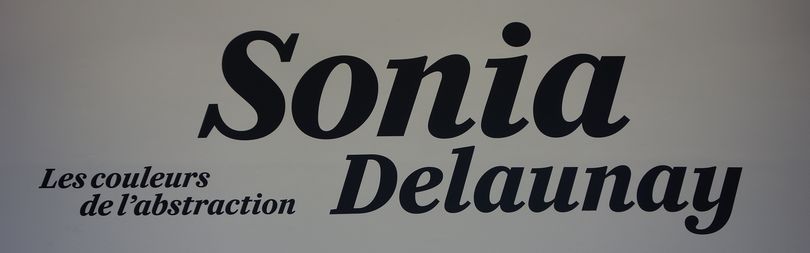 Sonia
Delaunay
Les couleurs
de l'abstraction